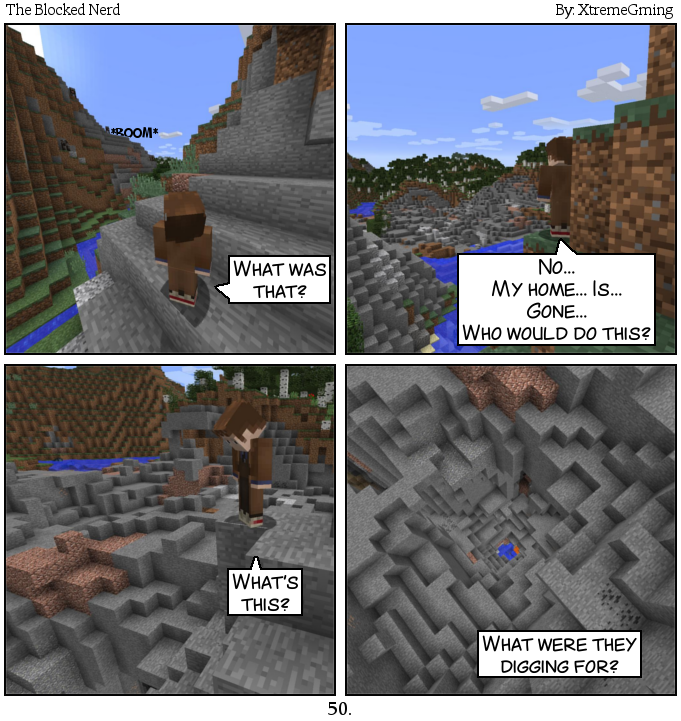 The Blocked Nerd
By: XtremeGming
*BOOM*
WHAT WAS
THAT?
NO...
MY HOME... IS...
GONE...
WHO WOULD DO THIS?
WHAT'S
THIS?
WHAT WERE THEY
DIGGING FOR?
50.